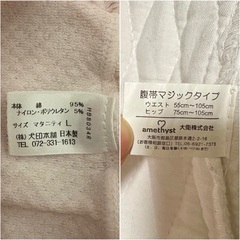 本体 綿 95%
ナイロン・ポリウレタン 5%
サイズ マタニティ L
(株) 犬印本舗 日本製
TEL 072-331-1613
腹帯マジックタイプ
ウエスト 55cm～105cm
ヒップ 75cm～105cm
amethyst
大衛株式会社